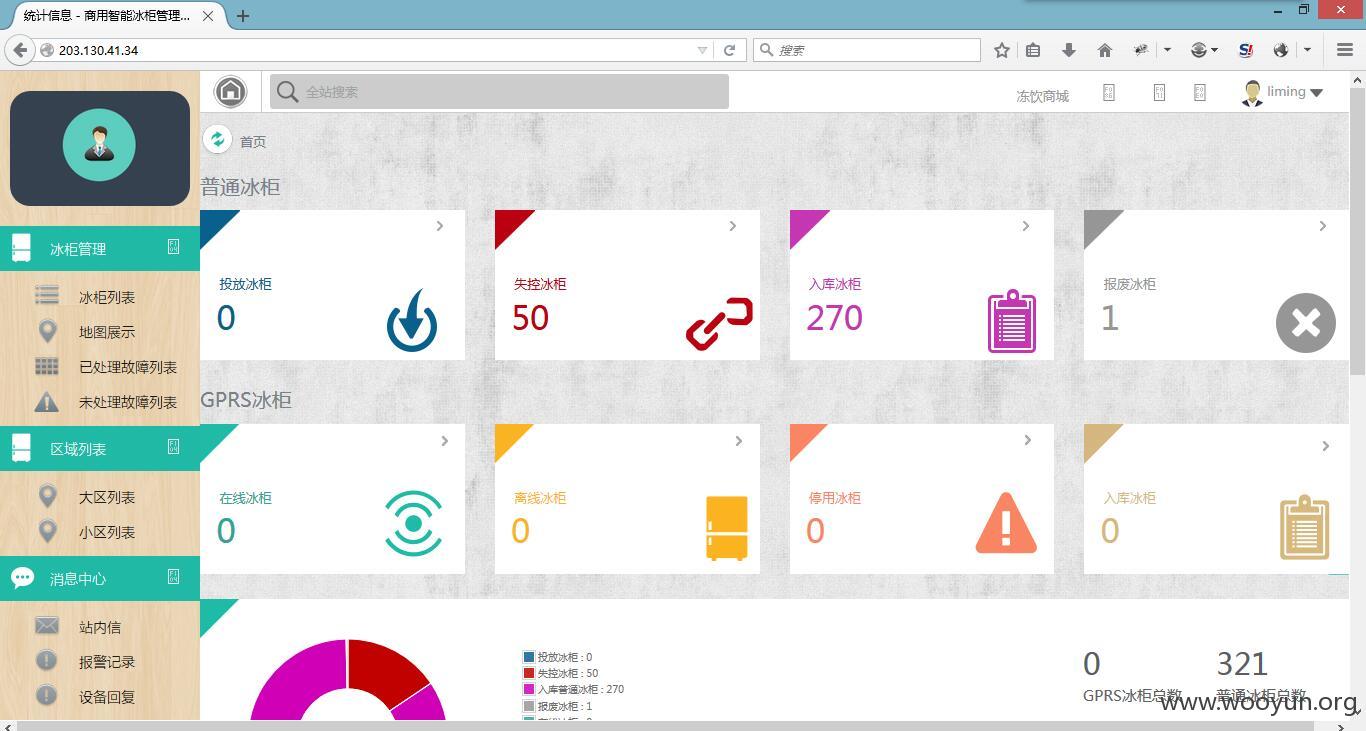 统计信息 - 商用智能冰柜管理...
203.130.41.34
搜索
全站搜索
冻饮商城
liming
首页
普通冰柜
投放冰柜
0
失控冰柜
50
入库冰柜
270
报废冰柜
1
GPRS冰柜
在线冰柜
0
离线冰柜
0
停用冰柜
0
入库冰柜
0
冰柜管理
冰柜列表
地图展示
已处理故障列表
未处理故障列表
区域列表
大区列表
小区列表
消息中心
站内信
报警记录
设备回复
投放冰柜 : 0
失控冰柜 : 50
入库普通冰柜 : 270
报废冰柜 : 1
0
GPRS冰柜总数
321
普通冰柜总数
www.wooyun.org